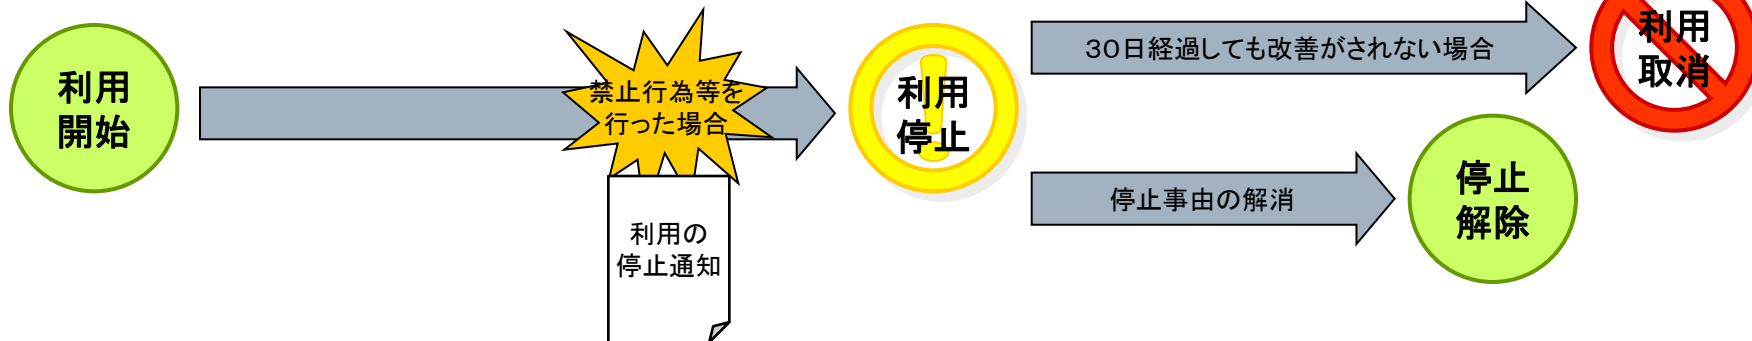 利用
開始
禁止行為等を
行った場合
利用の
停止通知
利用
停止
30日経過しても改善がされない場合
利用
取消
停止事由の解消
停止
解除